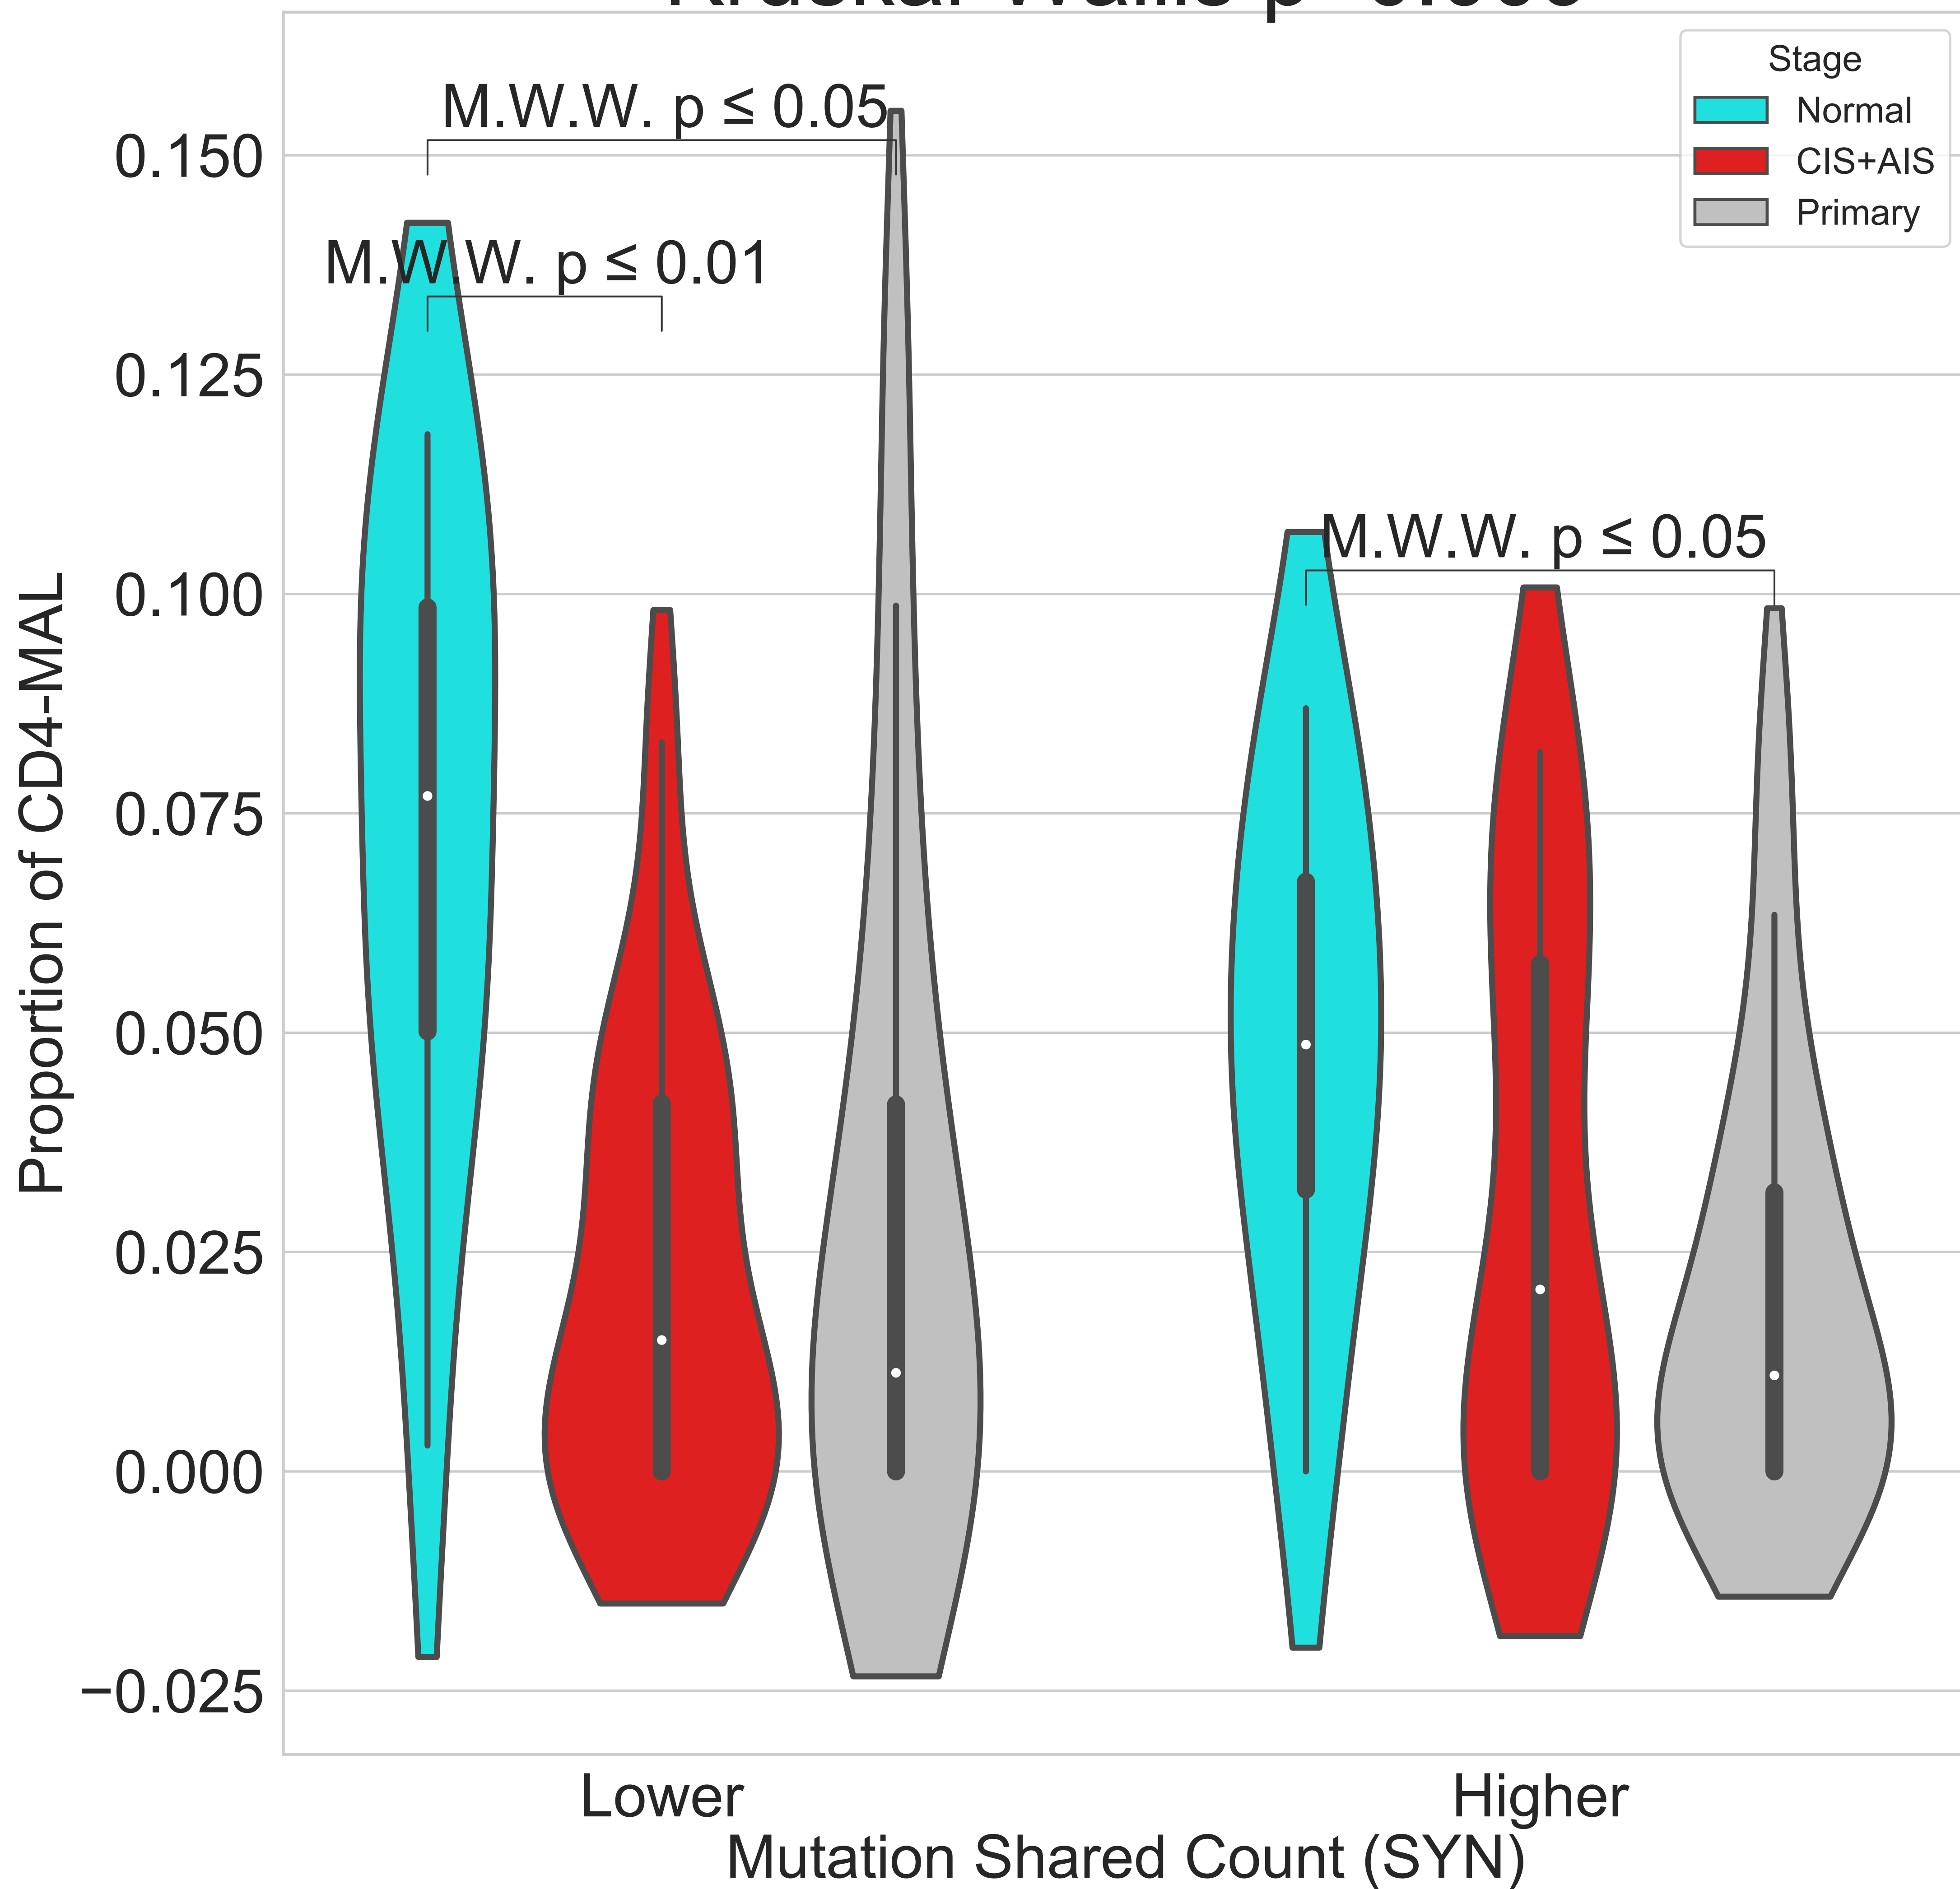 Stage
Normal
CIS+AIS
Primary
M.W.W. p ≤ 0.05
M.W.W. p ≤ 0.01
M.W.W. p ≤ 0.05
0.150
0.125
0.100
0.075
0.050
0.025
0.000
−0.025
Proportion of CD4-MAL
Lower
Higher
Mutation Shared Count (SYN)